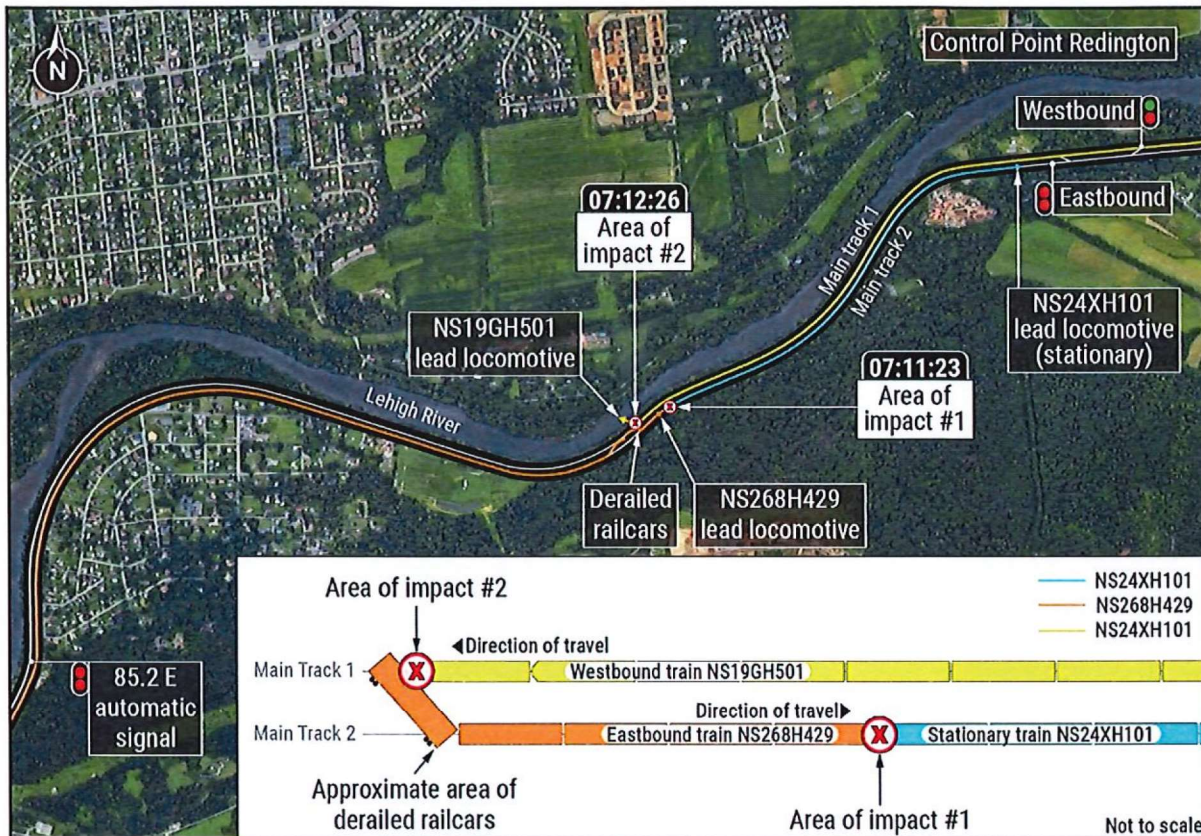 N
Control Point Redington
Westbound
Eastbound
07:12:26
Area of
impact #2
Main track 1
Main track 2
NS24XH101
lead locomotive
(stationary)
NS19GH501
lead locomotive
07:11:23
Area of
impact #1
Lehigh River
Derailed
railcars
NS268H429
lead locomotive
85.2 E
automatic
signal
Area of impact #2
NS24XH101
NS268H429
NS24XH101
◄Direction of travel
Main Track 1
X
Westbound train NS19GH501
Direction of travel►
Main Track 2
Eastbound train NS268H429
X
Stationary train NS24XH101
Approximate area of
derailed railcars
Area of impact #1
Not to scale